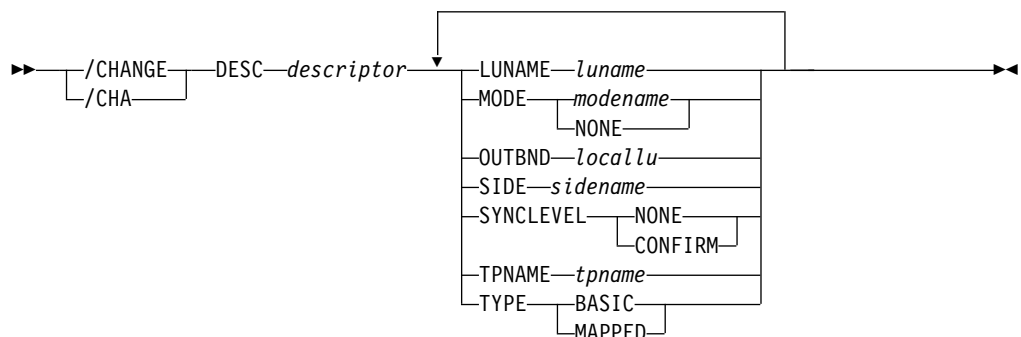 /CHANGE DESC descriptor LUNAME luname
/CHA MODE modename
NONE
OUTBND locallu
SIDE sidename
SYNCLEVEL NONE
CONFIRM
TPNAME tpname
TYPE BASIC
MAPPED